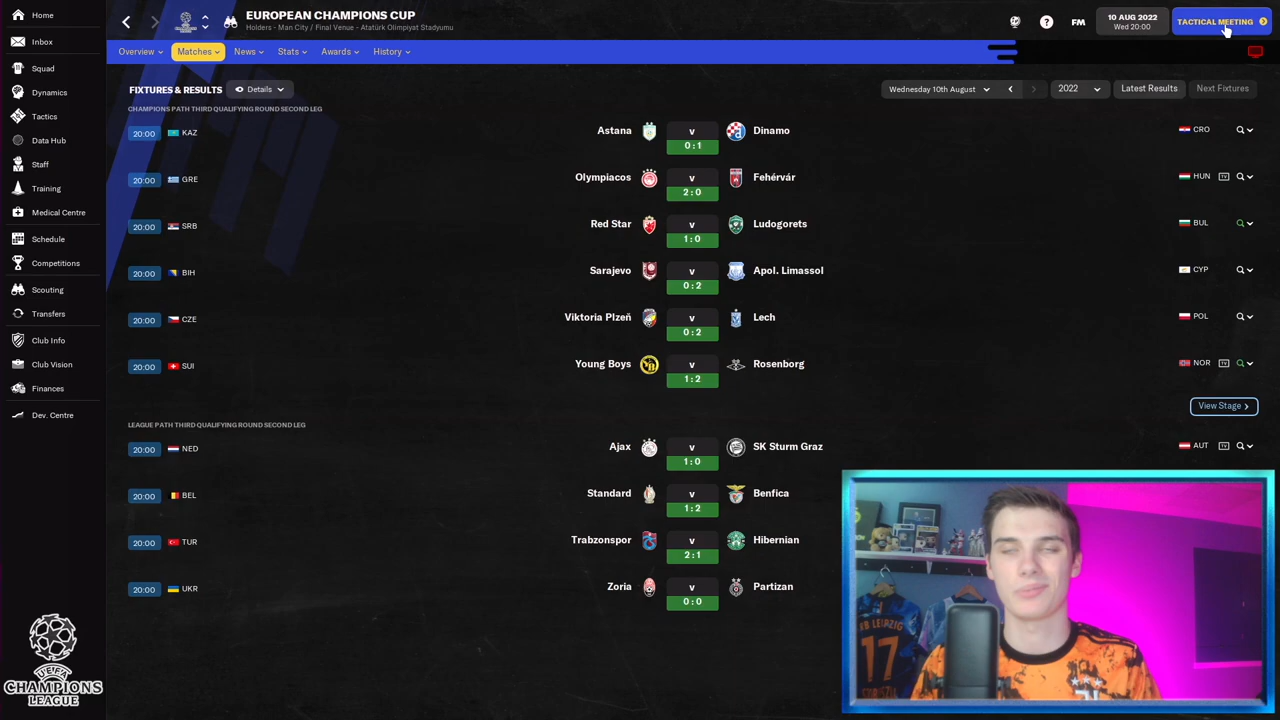 Home
Inbox
Squad
Dynamics
Tactics
Data Hub
Staff
Training
Medical Centre
Schedule
Competitions
Scouting
Transfers
Club Info
Club Vision
Finances
Dev. Centre
UEFA
CHAMPIONS
LEAGUE
EUROPEAN CHAMPIONS CUP
Holders - Man City / Final Venue - Atatürk Olimpiyat Stadyumu
? FM
10 AUG 2022
Wed 20:00
TACTICAL MEETING
Overview Matches News Stats Awards History
FIXTURES & RESULTS Details Wednesday 10th August 2022 Latest Results Next Fixtures
CHAMPIONS PATH THIRD QUALIFYING ROUND SECOND LEG
20:00 KAZ Astana v Dinamo CRO
0 : 1
20:00 GRE Olympiacos v Fehérvár HUN TV
2 : 0
20:00 SRB Red Star v Ludogorets BUL
1 : 0
20:00 BIH Sarajevo v Apol. Limassol CYP
0 : 2
20:00 CZE Viktoria Plzeň v Lech POL
0 : 2
20:00 SUI Young Boys v Rosenborg NOR TV
1 : 2
View Stage
LEAGUE PATH THIRD QUALIFYING ROUND SECOND LEG
20:00 NED Ajax v SK Sturm Graz AUT TV
1 : 0
20:00 BEL Standard v Benfica
1 : 2
20:00 TUR Trabzonspor v Hibernian
2 : 1
20:00 UKR Zoria v Partizan
0 : 0
RB LEIPZIG
17